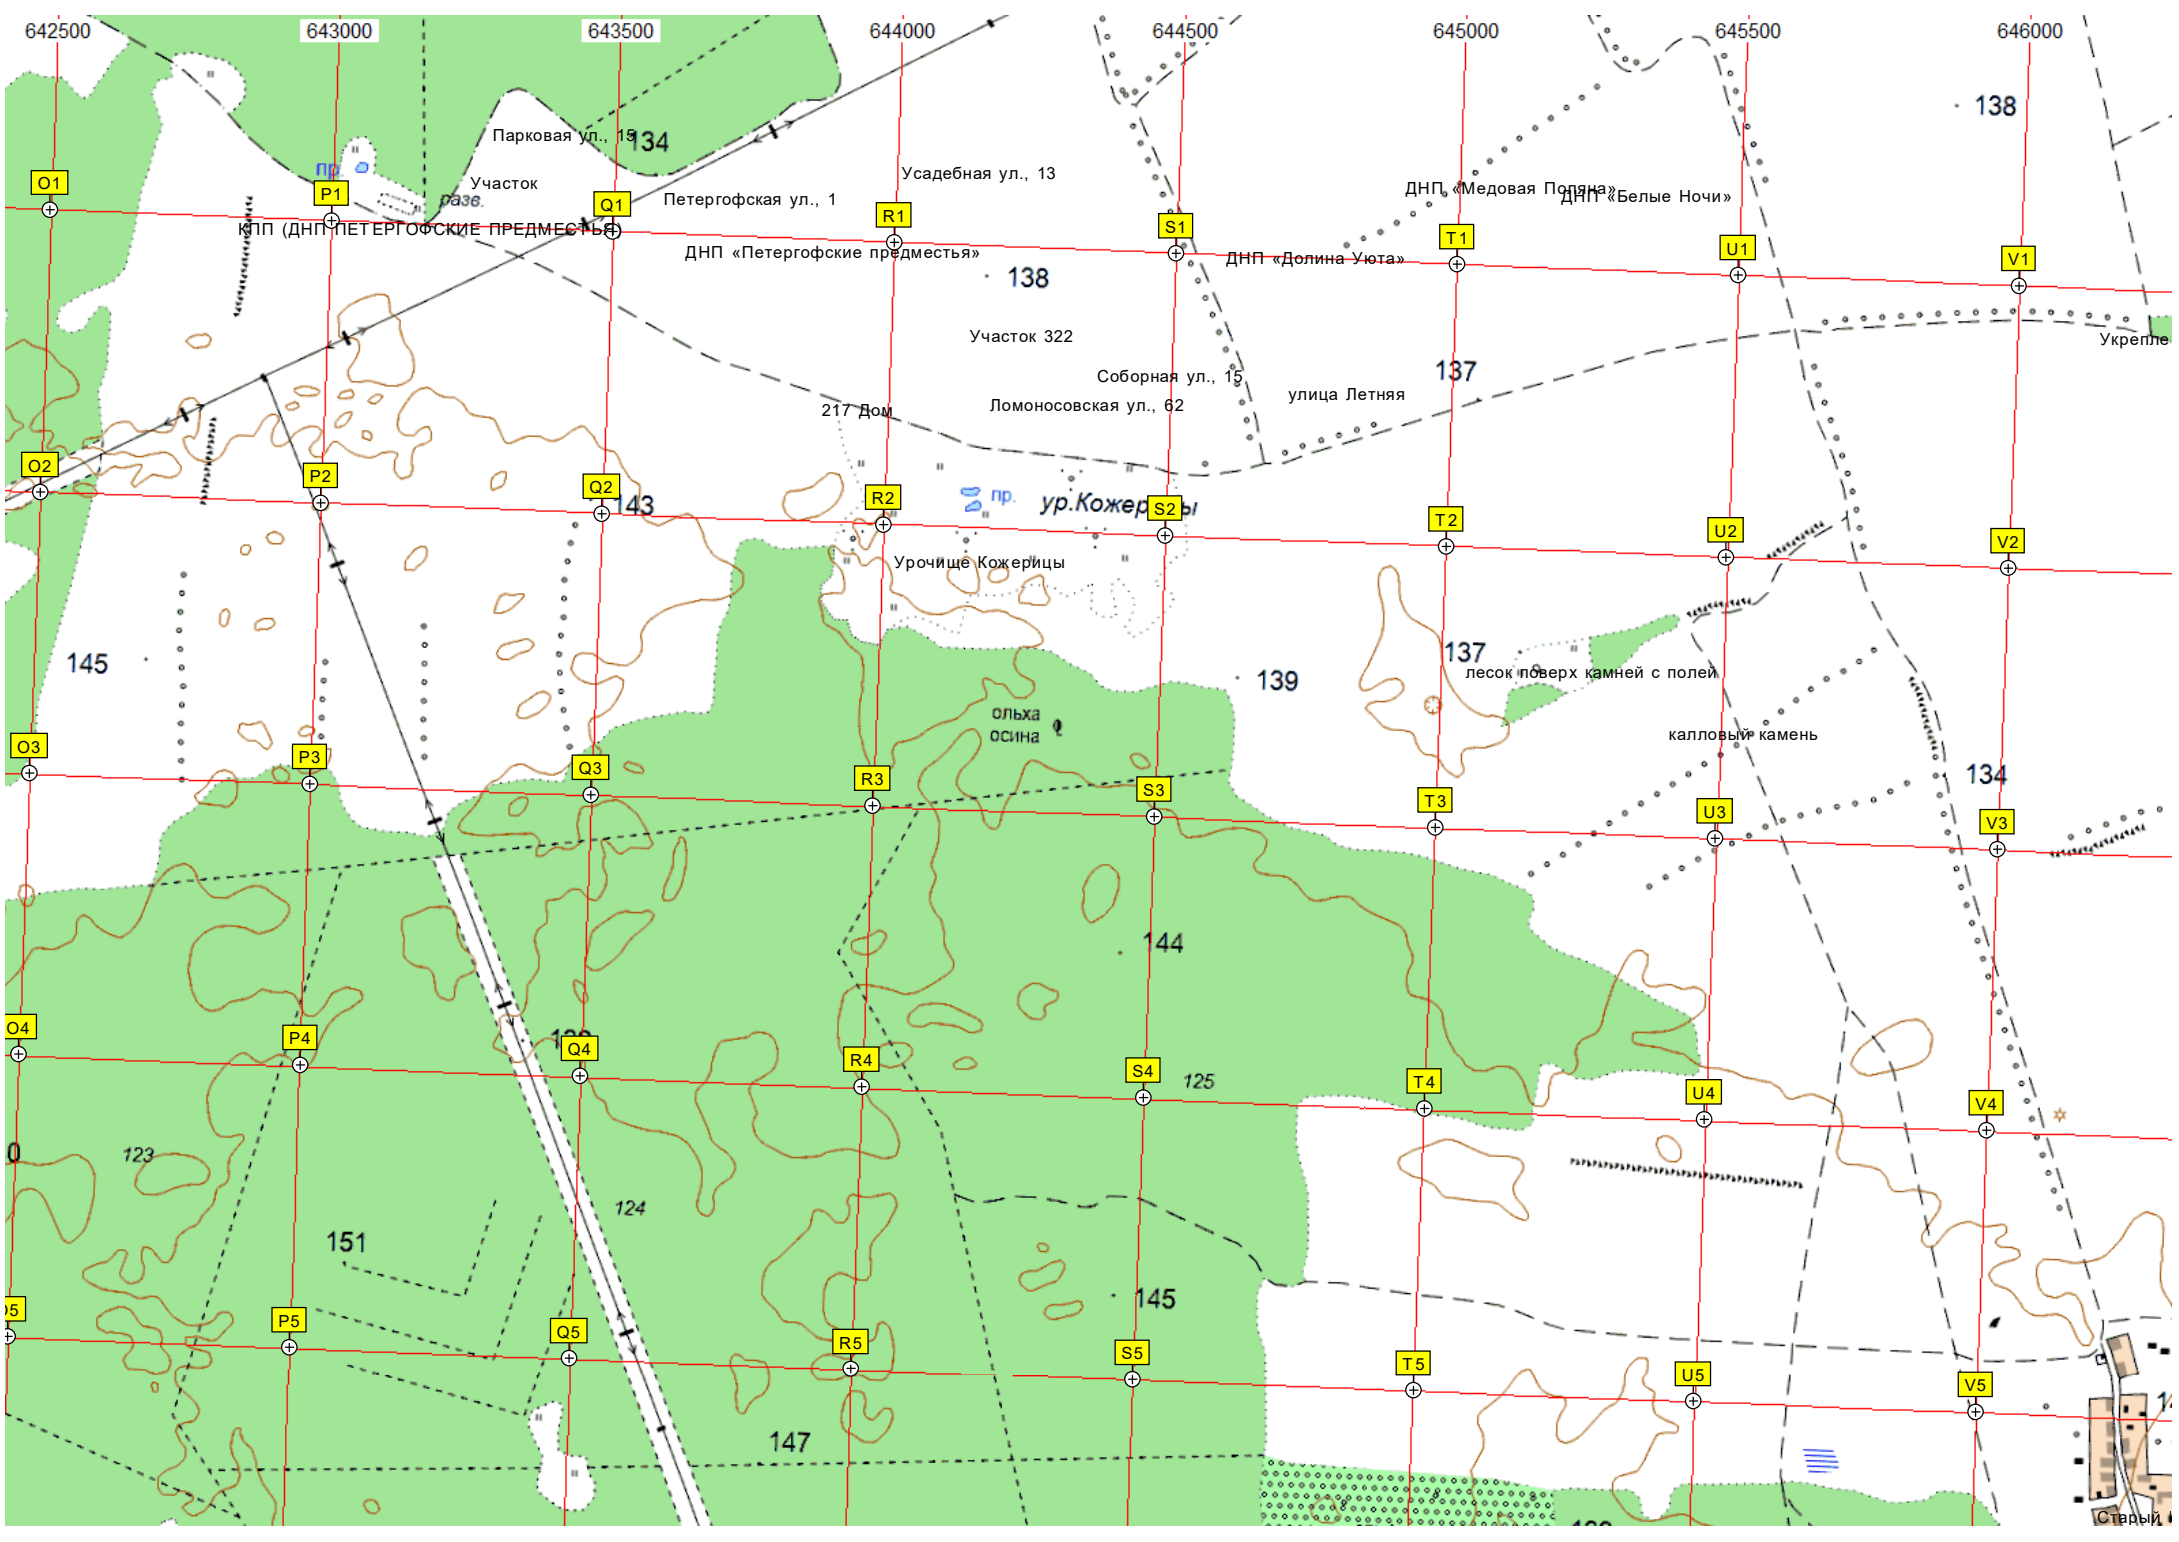 642500 643000 643500 644000 644500 645000 645500 646000
138
Парковая ул., 15
134
пр.
Усадебная ул., 13
O1
P1
Участок
разв.
Петергофская ул., 1
ДНП «Медовая Поляна»
ДНП «Белые Ночи»
Q1
R1
S1
T1
U1
V1
КПП (ДНП ПЕТЕРГОФСКИЕ ПРЕДМЕСТЬЯ)
ДНП «Петергофские предместья»
ДНП «Долина Уюта»
138
Участок 322
Укрепле
137
Соборная ул., 15
улица Летняя
217 Дом
Ломоносовская ул., 62
O2
P2
Q2
143
R2
пр.
ур.Кожерицы
S2
T2
U2
V2
Урочище Кожерицы
145
139
137
лесок поверх камней с полей
ольха
осина
калловый камень
134
O3
P3
Q3
R3
S3
T3
U3
V3
144
O4
P4
Q4
R4
S4
125
T4
U4
V4
0
123
124
151
145
O5
P5
Q5
R5
S5
T5
U5
V5
147
Старый